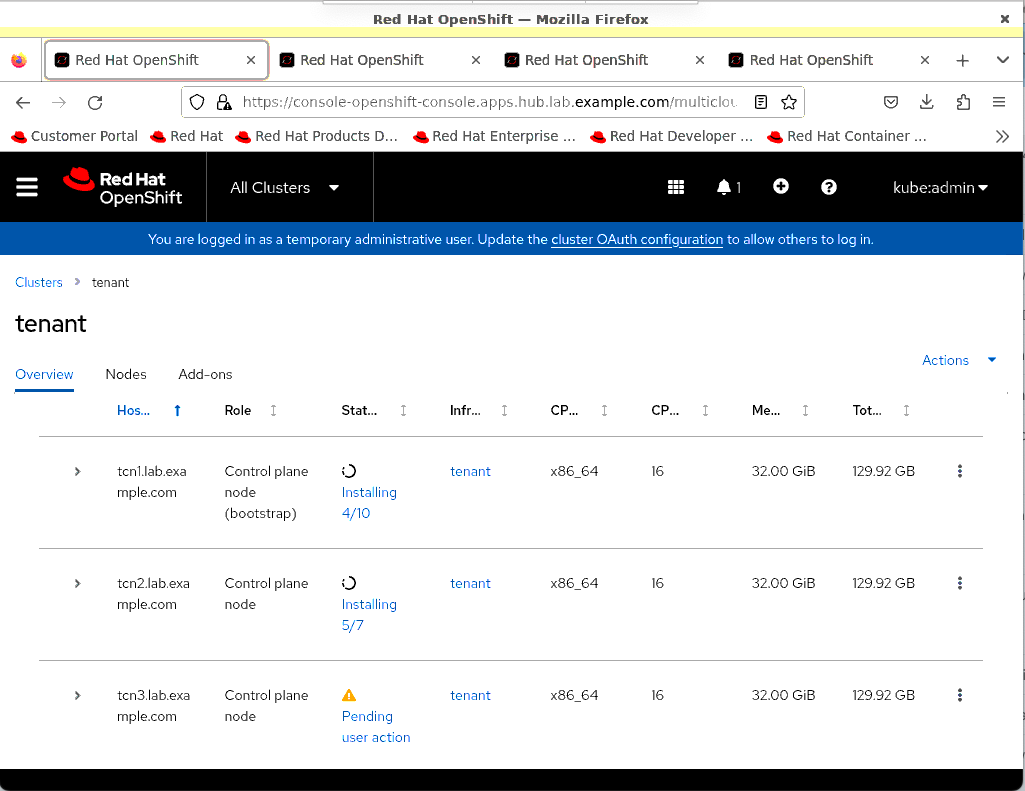 Red Hat OpenShift — Mozilla Firefox
Red Hat OpenShift
Red Hat OpenShift
Red Hat OpenShift
Red Hat OpenShift
https://console-openshift-console.apps.hub.lab.example.com/multiclou
Customer Portal
Red Hat
Red Hat Products D...
Red Hat Enterprise ...
Red Hat Developer ...
Red Hat Container ...
Red Hat
OpenShift
All Clusters
1
kube:admin
You are logged in as a temporary administrative user. Update the cluster OAuth configuration to allow others to log in.
Clusters
tenant
tenant
Actions
Overview
Nodes
Add-ons
Hos... Role Stat... Infr... CP... CP... Me... Tot...
tcn1.lab.exa Control plane tenant x86_64 16 32.00 GiB 129.92 GB
mple.com node Installing
(bootstrap) 4/10
tcn2.lab.exa Control plane tenant x86_64 16 32.00 GiB 129.92 GB
mple.com node Installing
5/7
tcn3.lab.exa Control plane tenant x86_64 16 32.00 GiB 129.92 GB
mple.com node Pending
user action